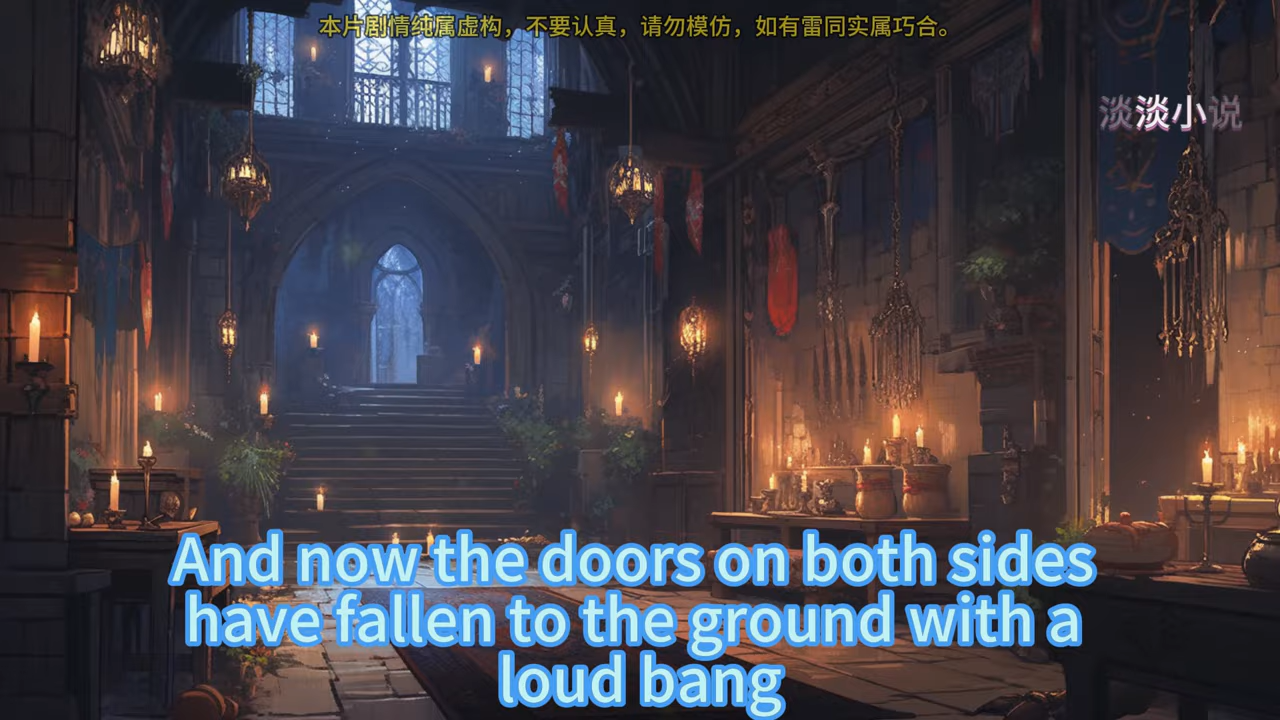 本片剧情纯属虚构，不要认真，请勿模仿，如有雷同实属巧合。
淡淡小说
And now the doors on both sides
have fallen to the ground with a
loud bang